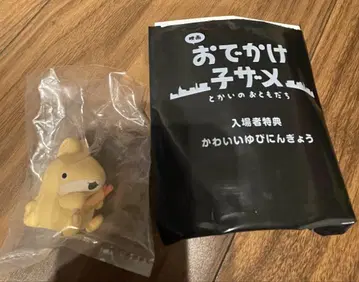 映画
おでかけ
子ザメ
とかいのおともだち
入場者特典
かわいいゆびにんぎょう